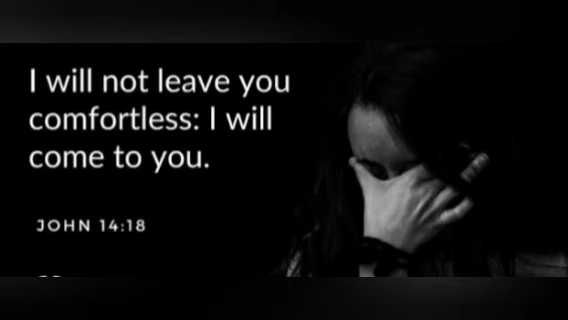 I will not leave you
comfortless: I will
come to you.
JOHN 14:18